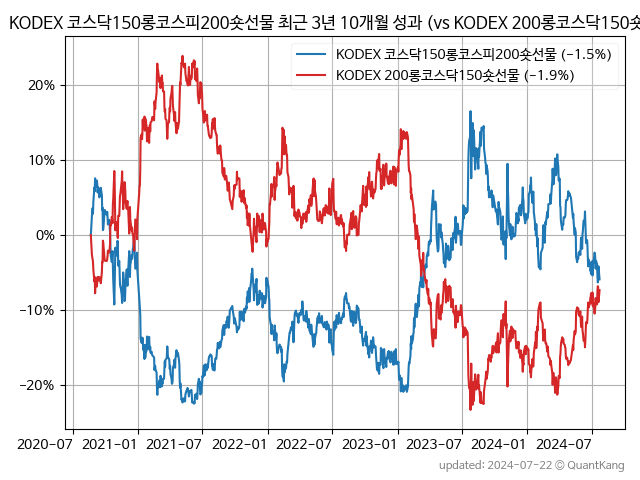 KODEX 코스닥150롱코스피200숏선물 최근 3년 10개월 성과 (vs KODEX 200롱코스닥150숏
KODEX 코스닥150롱코스피200숏선물 (−1.5%)
KODEX 200롱코스닥150숏선물 (−1.9%)
20%
10%
0%
−10%
−20%
2020-07 2021-01 2021-07 2022-01 2022-07 2023-01 2023-07 2024-01 2024-07
updated: 2024-07-22 © QuantKang